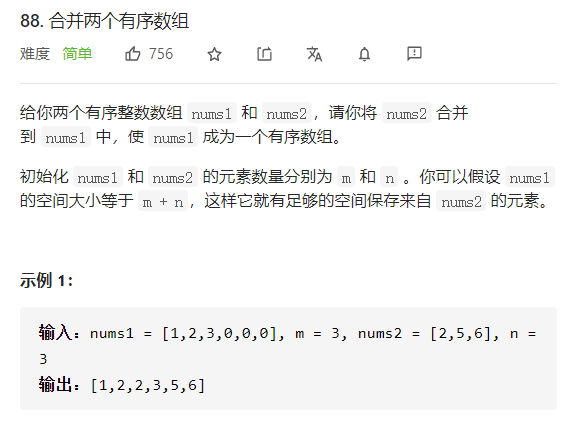 88. 合并两个有序数组
难度 简单 756
给你两个有序整数数组 nums1 和 nums2，请你将 nums2 合并
到 nums1 中，使 nums1 成为一个有序数组。
初始化 nums1 和 nums2 的元素数量分别为 m 和 n 。你可以假设 nums1
的空间大小等于 m + n，这样它就有足够的空间保存来自 nums2 的元素。
示例 1：
输入：nums1 = [1,2,3,0,0,0], m = 3, nums2 = [2,5,6], n =
3
输出：[1,2,2,3,5,6]